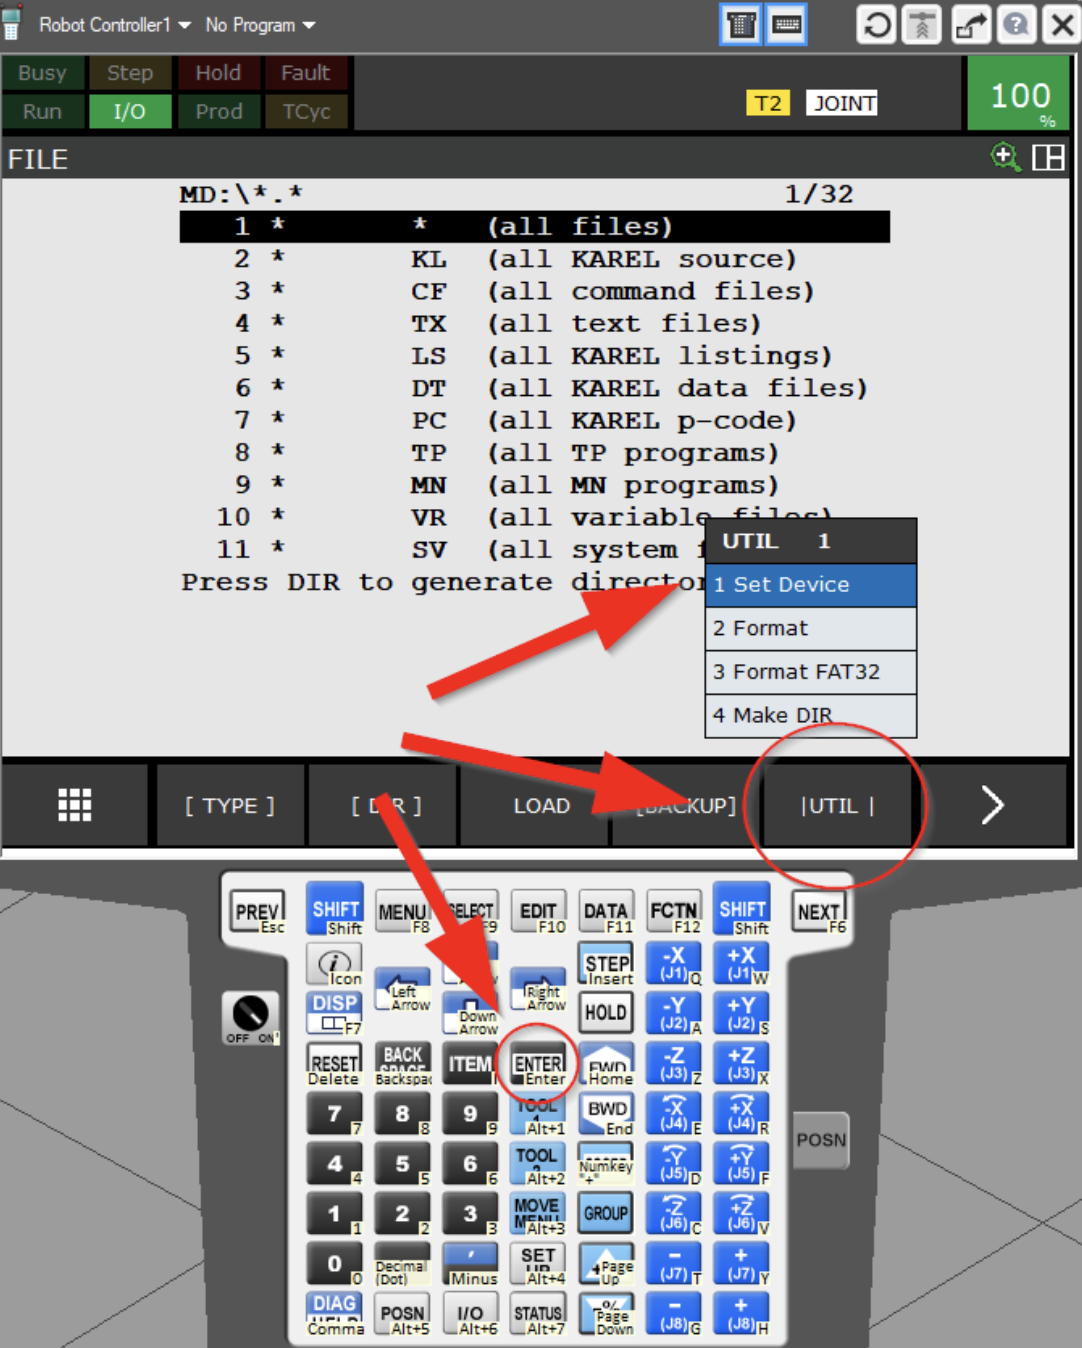 Robot Controller1 No Program
Busy Step Hold Fault
Run I/O Prod TCyc
T2 JOINT
100
%
FILE
MD:\*.* 1/32
1 * * (all files)
2 * KL (all KAREL source)
3 * CF (all command files)
4 * TX (all text files)
5 * LS (all KAREL listings)
6 * DT (all KAREL data files)
7 * PC (all KAREL p-code)
8 * TP (all TP programs)
9 * MN (all MN programs)
10 * VR (all variable files)
11 * SV (all system f
Press DIR to generate director
UTIL 1
1 Set Device
2 Format
3 Format FAT32
4 Make DIR
[ TYPE ] [ DIR ] LOAD [BACKUP] |UTIL | >
PREV SHIFT MENU SELECT EDIT DATA FCTN SHIFT NEXT
Esc Shift F8 F9 F10 F11 F12 Shift F6
i STEP -X +X
Icon Insert (J1) Q (J1) W
Left Arrow Right Arrow
DISP HOLD -Y +Y
F7 Down Arrow (J2) A (J2) S
OFF ON
RESET BACK SPACE ITEM ENTER FWD -Z +Z
Delete Backspac I Enter Home (J3) Z (J3) X
7 8 9 TOOL 1 BWD -X +X
7 8 9 Alt+1 End (J4) E (J4) R
POSN
4 5 6 TOOL 2 -Y +Y
4 5 6 Alt+2 Numkey "+" (J5) D (J5) F
1 2 3 MOVE MENU GROUP -Z +Z
1 2 3 Alt+3 (J6) C (J6) V
0 Decimal (Dot) ' SET UP - +
0 Minus Alt+4 Page Up (J7) T (J7) Y
DIAG HELP POSN I/O STATUS -% - +
Comma Alt+5 Alt+6 Alt+7 Page Down (J8) G (J8) H